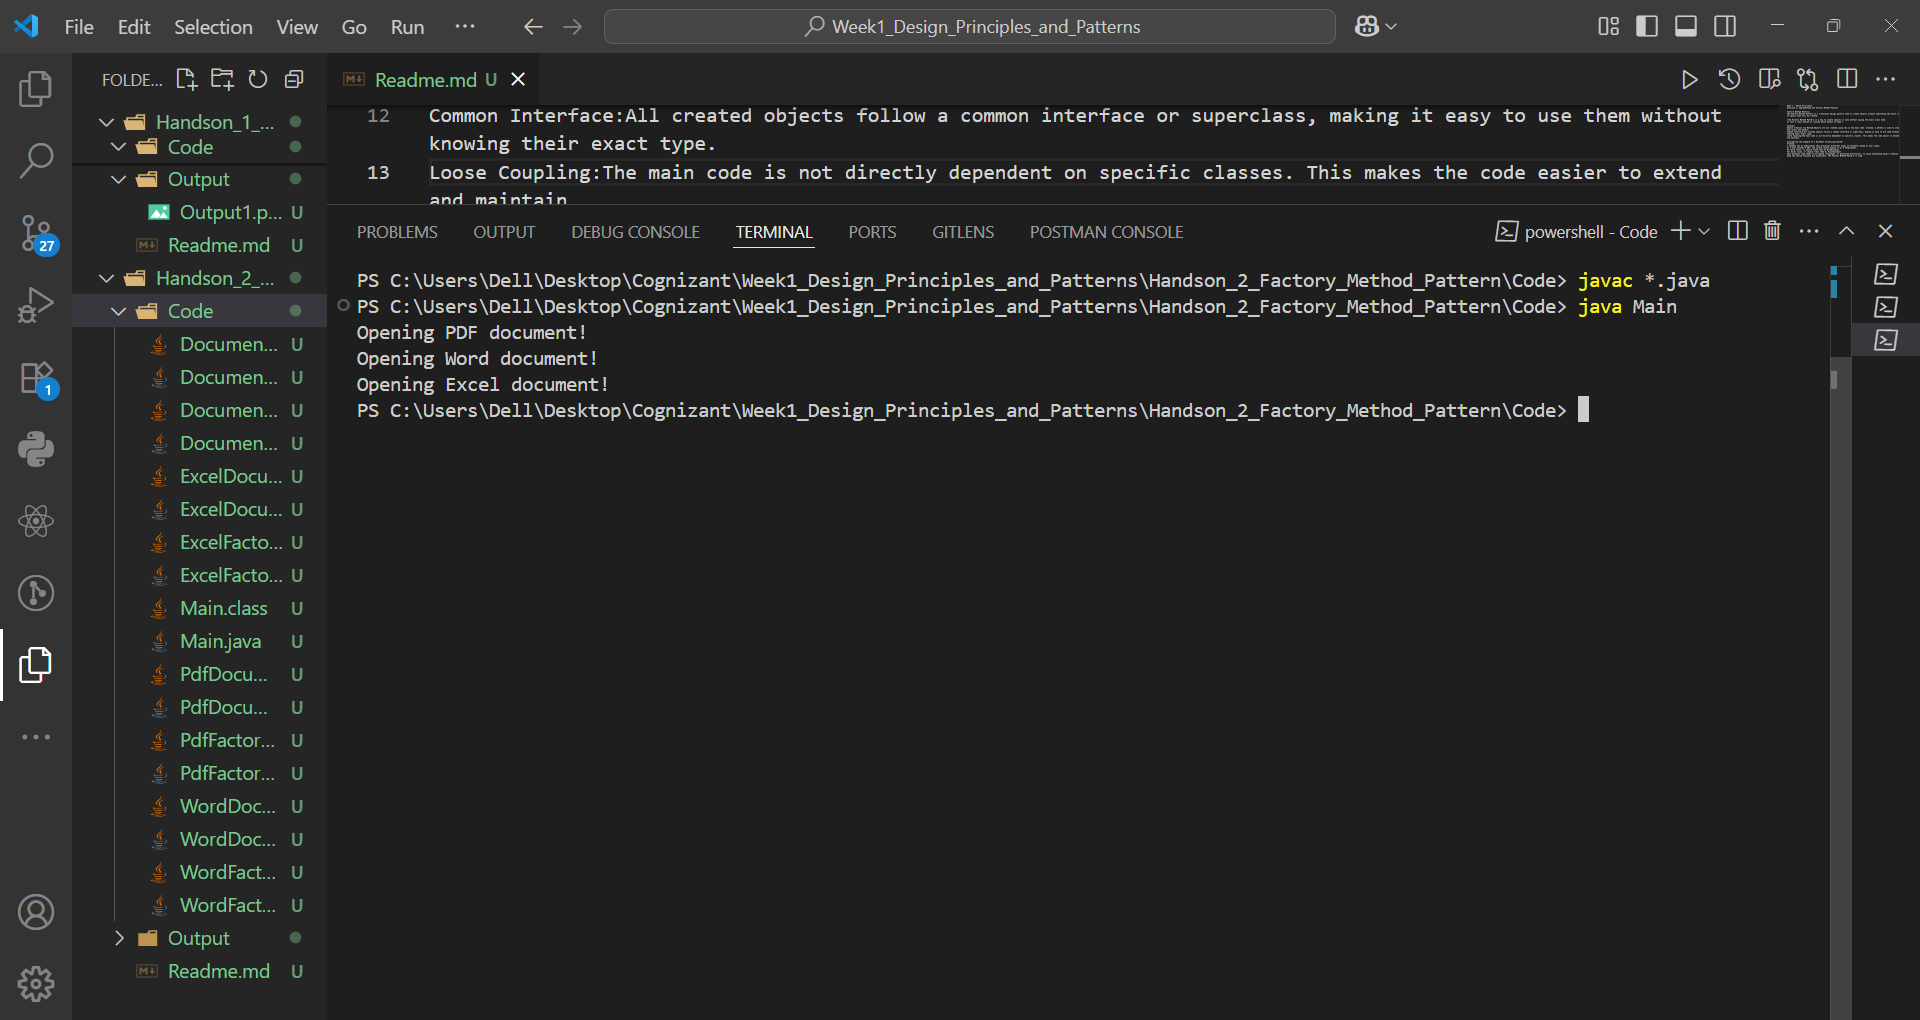 File Edit Selection View Go Run ...
Week1_Design_Principles_and_Patterns
FOLDE...
Handson_1_...
Code
Output
Output1.p... U
Readme.md U
Handson_2_...
Code
Documen... U
Documen... U
Documen... U
Documen... U
ExcelDocu... U
ExcelDocu... U
ExcelFacto... U
ExcelFacto... U
Main.class U
Main.java U
PdfDocu... U
PdfDocu... U
PdfFactor... U
PdfFactor... U
WordDoc... U
WordDoc... U
WordFact... U
WordFact... U
Output
Readme.md U
27
1
Readme.md U
12 Common Interface:All created objects follow a common interface or superclass, making it easy to use them without
knowing their exact type.
13 Loose Coupling:The main code is not directly dependent on specific classes. This makes the code easier to extend
and maintain
PROBLEMS OUTPUT DEBUG CONSOLE TERMINAL PORTS GITLENS POSTMAN CONSOLE
powershell - Code
PS C:\Users\Dell\Desktop\Cognizant\Week1_Design_Principles_and_Patterns\Handson_2_Factory_Method_Pattern\Code> javac *.java
PS C:\Users\Dell\Desktop\Cognizant\Week1_Design_Principles_and_Patterns\Handson_2_Factory_Method_Pattern\Code> java Main
Opening PDF document!
Opening Word document!
Opening Excel document!
PS C:\Users\Dell\Desktop\Cognizant\Week1_Design_Principles_and_Patterns\Handson_2_Factory_Method_Pattern\Code>